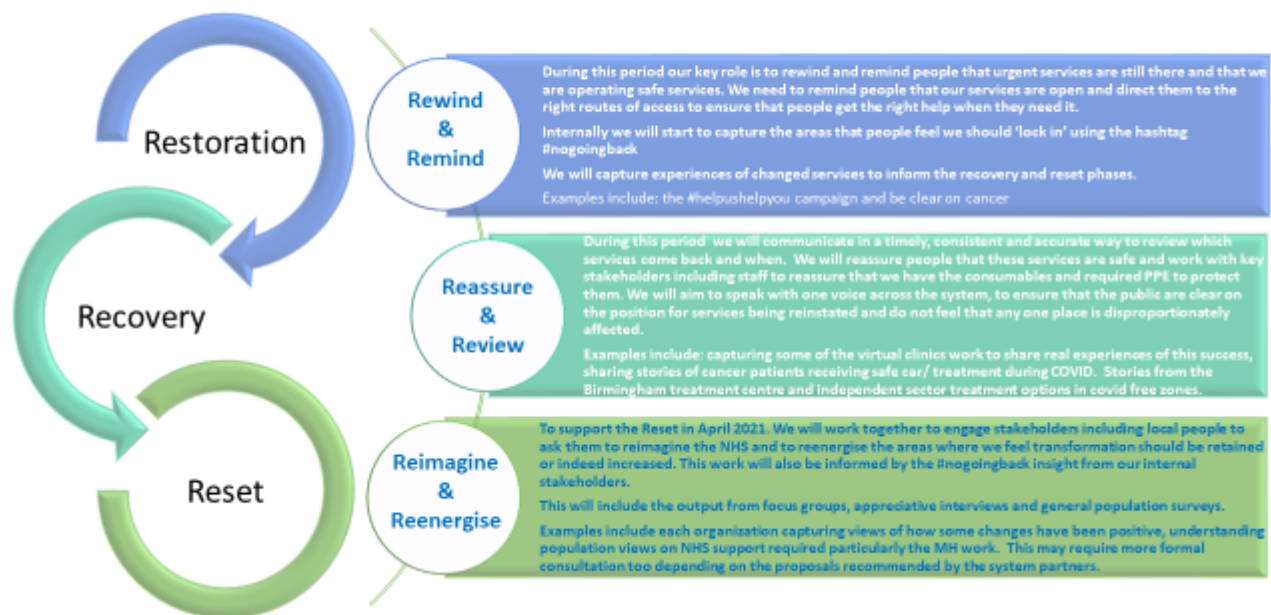 Restoration
Rewind
&
Remind
During this period our key role is to rewind and remind people that urgent services are still there and that we
are operating safe services. We need to remind people that our services are open and direct them to the
right routes of access to ensure that people get the right help when they need it.
Internally we will start to capture the areas that people feel we should ‘lock in’ using the hashtag
#nogoingback
We will capture experiences of changed services to inform the recovery and reset phases.
Examples include: the #helpushelpyou campaign and be clear on cancer
Recovery
Reassure
&
Review
During this period we will communicate in a timely, consistent and accurate way to review which
services come back and when. We will reassure people that these services are safe and work with key
stakeholders including staff to reassure that we have the consumables and required PPE to protect
them. We will aim to speak with one voice across the system, to ensure that the public are clear on
the position for services being reinstated and do not feel that any one place is disproportionately
affected.
Examples include: capturing some of the virtual clinics work to share real experiences of this success,
sharing stories of cancer patients receiving safe car/ treatment during COVID. Stories from the
Birmingham treatment centre and independent sector treatment options in covid free zones.
Reset
Reimagine
&
Reenergise
To support the Reset in April 2021. We will work together to engage stakeholders including local people to
ask them to reimagine the NHS and to reenergise the areas where we feel transformation should be retained
or indeed increased. This work will also be informed by the #nogoingback insight from our internal
stakeholders.
This will include the output from focus groups, appreciative interviews and general population surveys.
Examples include each organization capturing views of how some changes have been positive, understanding
population views on NHS support required particularly the MH work. This may require more formal
consultation too depending on the proposals recommended by the system partners.